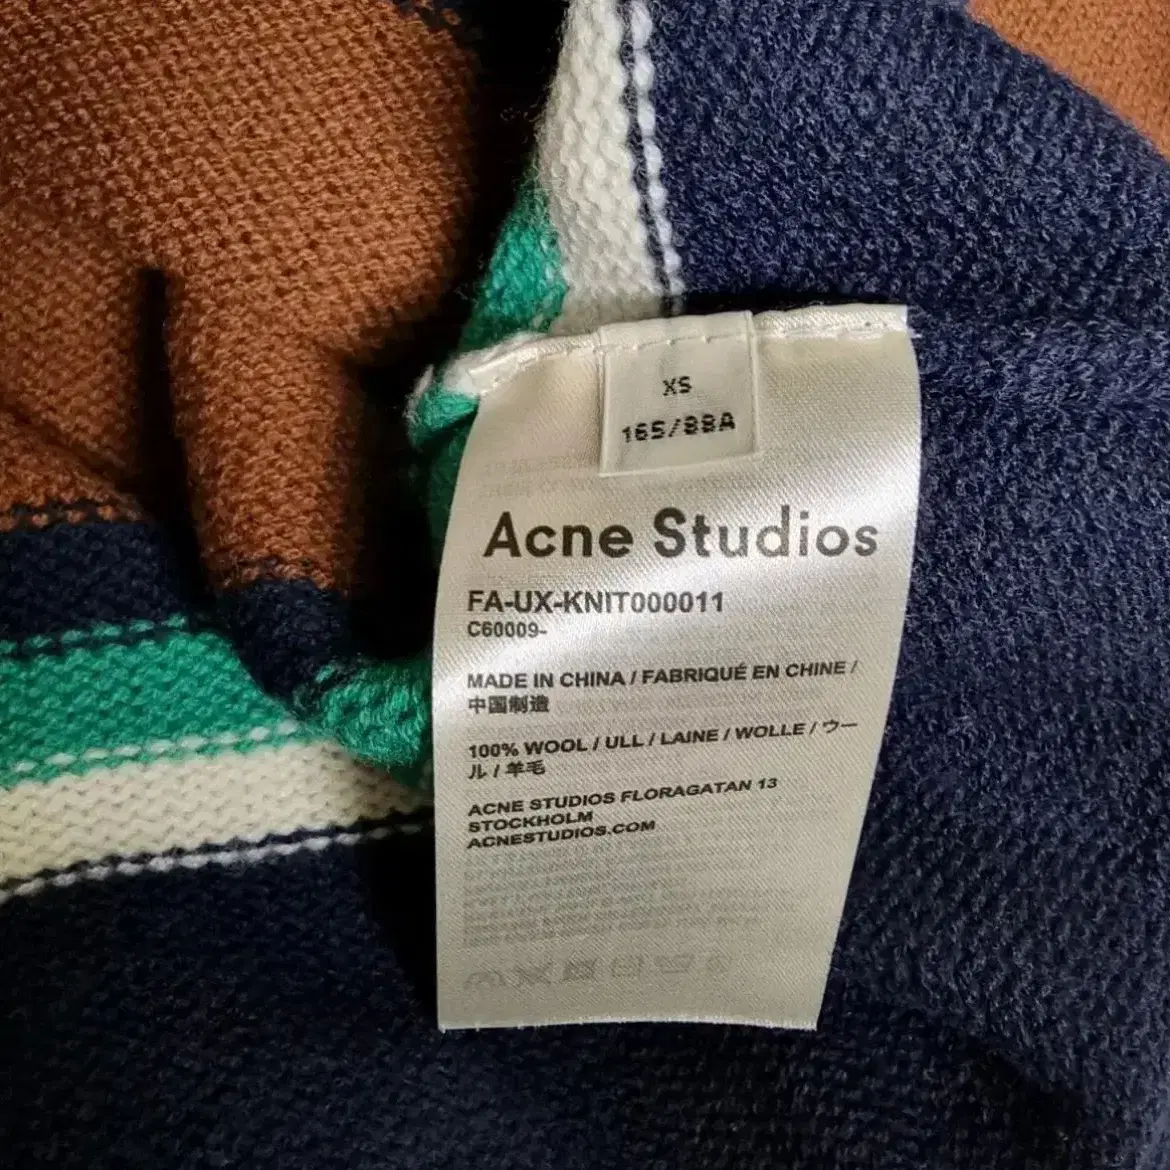 XS
165/88A
Acne Studios
FA-UX-KNIT000011
C60009-
MADE IN CHINA / FABRIQUÉ EN CHINE /
中国制造
100% WOOL / ULL / LAINE / WOLLE / ウー
ル / 羊毛
ACNE STUDIOS FLORAGATAN 13
STOCKHOLM
ACNESTUDIOS.COM